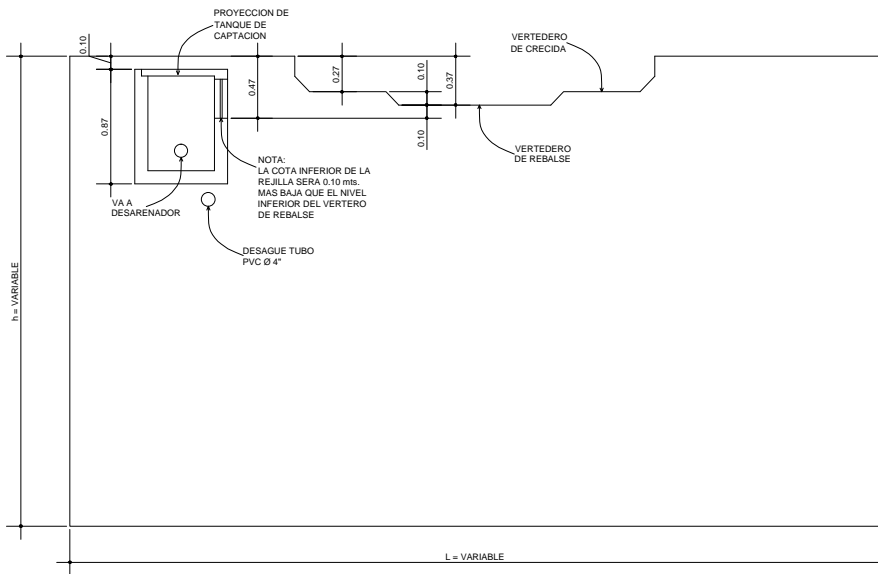 PROYECCION DE
TANQUE DE
CAPTACION
VERTEDERO
DE CRECIDA
0.10
0.87
0.47
0.27
0.10
0.37
0.10
VERTEDERO
DE REBALSE
NOTA:
LA COTA INFERIOR DE LA
REJILLA SERA 0.10 mts.
MAS BAJA QUE EL NIVEL
INFERIOR DEL VERTERO
DE REBALSE
VA A
DESARENADOR
DESAGUE TUBO
PVC Ø 4"
h = VARIABLE
L = VARIABLE